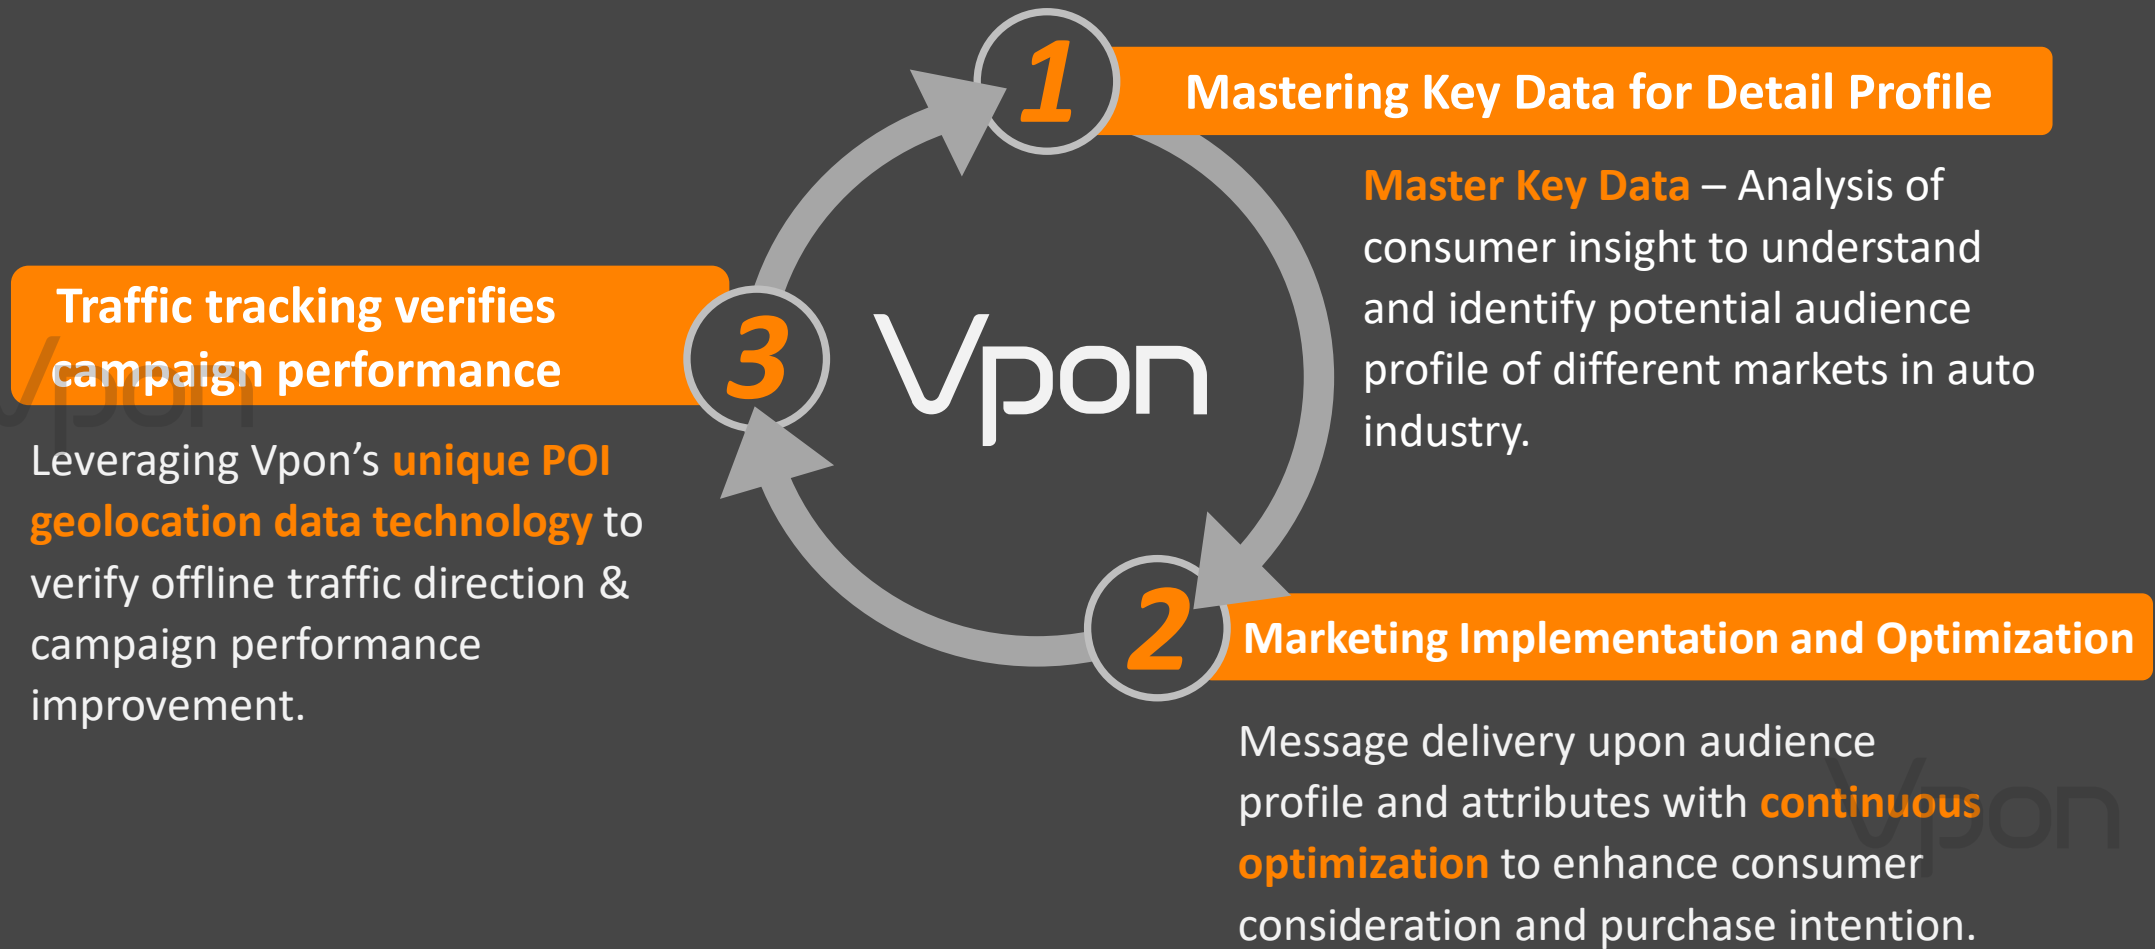 1
Mastering Key Data for Detail Profile
Master Key Data – Analysis of
consumer insight to understand
and identify potential audience
profile of different markets in auto
industry.
2
Marketing Implementation and Optimization
Message delivery upon audience
profile and attributes with continuous
optimization to enhance consumer
consideration and purchase intention.
3
Traffic tracking verifies
campaign performance
Leveraging Vpon’s unique POI
geolocation data technology to
verify offline traffic direction &
campaign performance
improvement.
Vpon
Vpon
Vpon